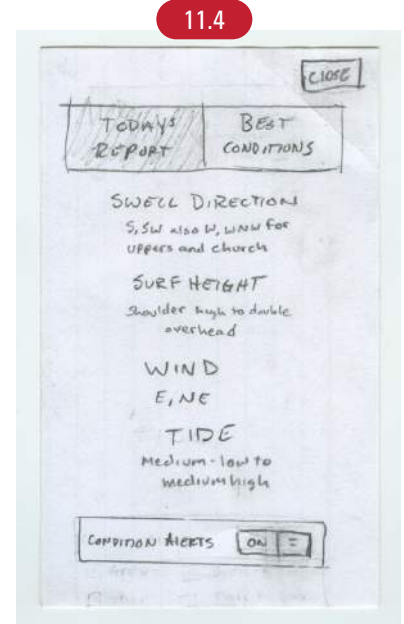 11.4
CLOSE
TODAYS
REPORT
BEST
CONDITIONS
SWELL DIRECTION
S, SW also W, WNW for
uppers and church
SURF HEIGHT
Shoulder high to double
overhead
WIND
E, NE
TIDE
Medium-low to
medium high
CONDITION ALERTS ON =